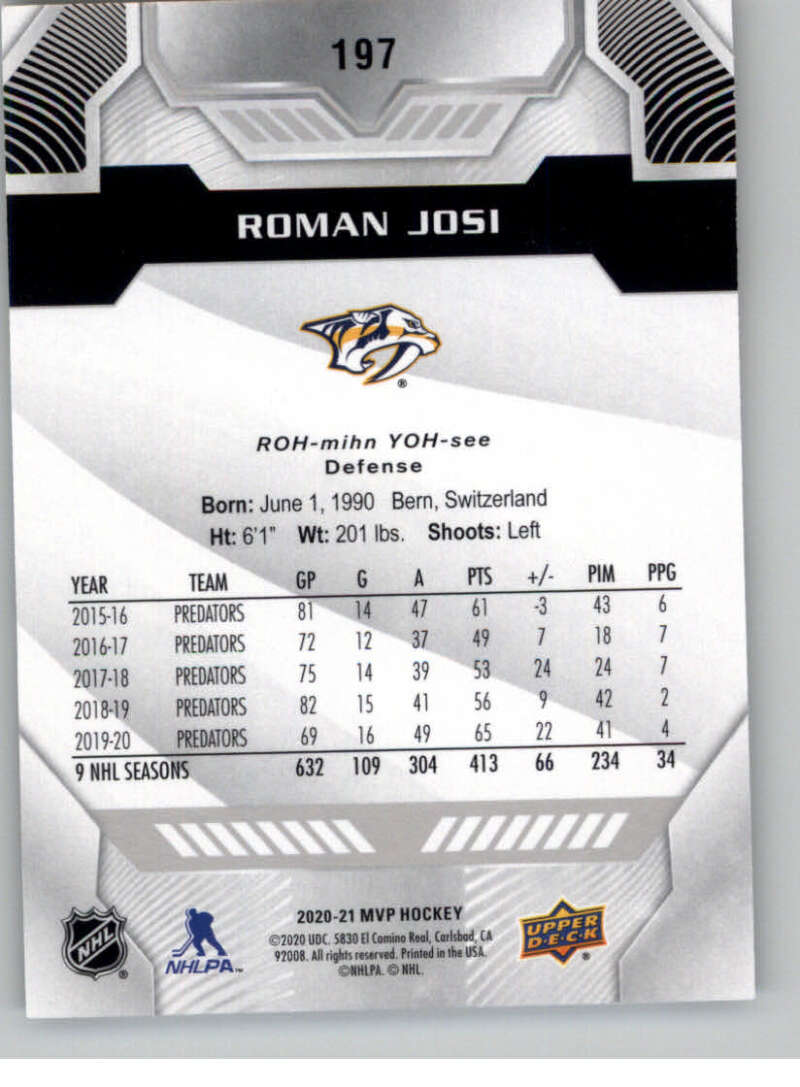 197
ROMAN JOSI
®
ROH-mihn YOH-see
Defense
Born: June 1, 1990 Bern, Switzerland
Ht: 6'1" Wt: 201 lbs. Shoots: Left
YEAR TEAM GP G A PTS +/- PIM PPG
2015-16 PREDATORS 81 14 47 61 -3 43 6
2016-17 PREDATORS 72 12 37 49 7 18 7
2017-18 PREDATORS 75 14 39 53 24 24 7
2018-19 PREDATORS 82 15 41 56 9 42 2
2019-20 PREDATORS 69 16 49 65 22 41 4
9 NHL SEASONS 632 109 304 413 66 234 34
NHL ®
NHLPA™
2020-21 MVP HOCKEY
©2020 UDC. 5830 El Camino Real, Carlsbad, CA
92008. All rights reserved. Printed in the USA.
©NHLPA. © NHL.
UPPER
D·E·C·K ®